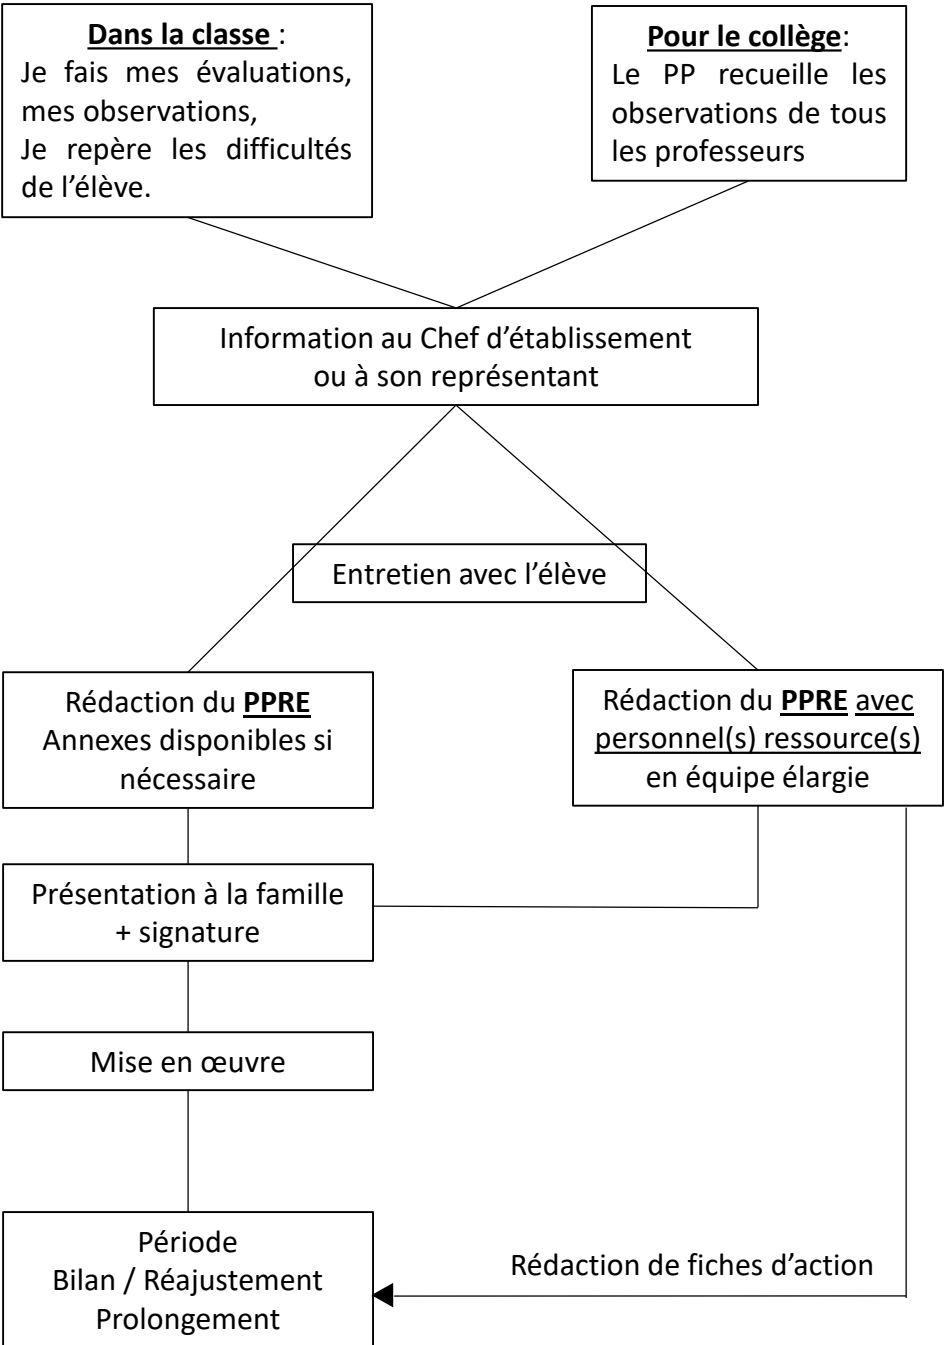 Dans la classe :
Je fais mes évaluations,
mes observations,
Je repère les difficultés
de l’élève.
Pour le collège:
Le PP recueille les
observations de tous
les professeurs
Information au Chef d’établissement
ou à son représentant
Entretien avec l’élève
Rédaction du PPRE
Annexes disponibles si
nécessaire
Rédaction du PPRE avec
personnel(s) ressource(s)
en équipe élargie
Présentation à la famille
+ signature
Mise en œuvre
Période
Bilan / Réajustement
Prolongement
Rédaction de fiches d’action